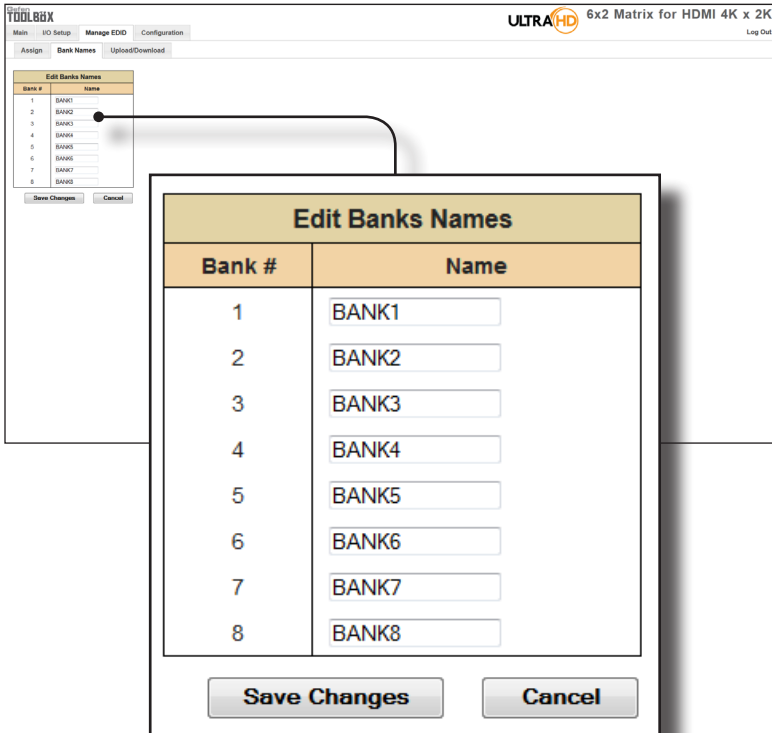 Gefen
TOOLBOX
ULTRA HD 6x2 Matrix for HDMI 4K x 2K
Log Out
Main I/O Setup Manage EDID Configuration
Assign Bank Names Upload/Download
Edit Banks Names
Bank # Name
1 BANK1
2 BANK2
3 BANK3
4 BANK4
5 BANK5
6 BANK6
7 BANK7
8 BANK8
Save Changes Cancel
Edit Banks Names
Bank # Name
1 BANK1
2 BANK2
3 BANK3
4 BANK4
5 BANK5
6 BANK6
7 BANK7
8 BANK8
Save Changes Cancel